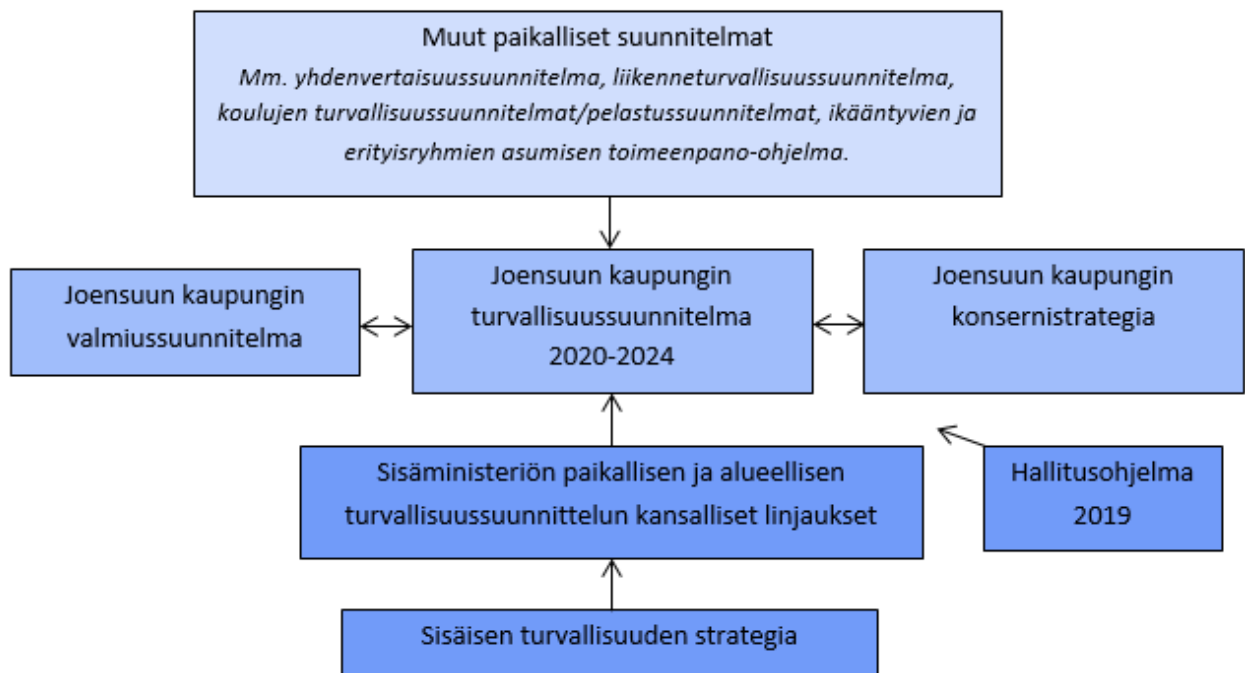 Muut paikalliset suunnitelmat
Mm. yhdenvertaisuussuunnitelma, liikenneturvallisuussuunnitelma,
koulujen turvallisuussuunnitelmat/pelastussuunnitelmat, ikääntyvien ja
erityisryhmien asumisen toimeenpano-ohjelma.
Joensuun kaupungin
valmiussuunnitelma
Joensuun kaupungin
turvallisuussuunnitelma
2020-2024
Joensuun kaupungin
konsernistrategia
Sisäministeriön paikallisen ja alueellisen
turvallisuussuunnittelun kansalliset linjaukset
Hallitusohjelma
2019
Sisäisen turvallisuuden strategia